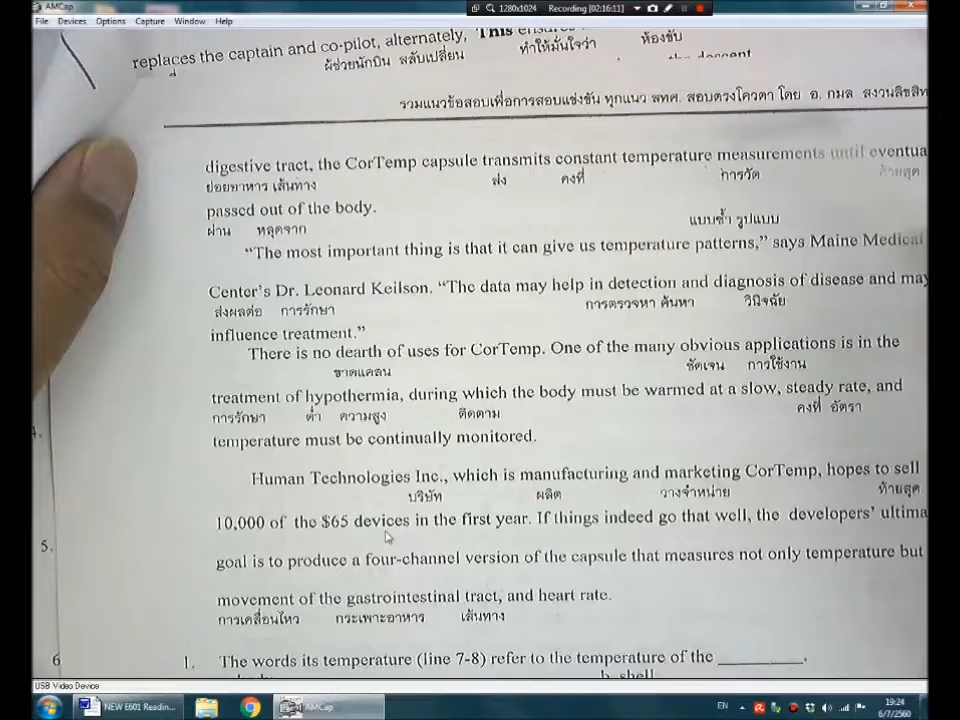 AMCap
1280x1024
Recording [02:16:11]
File Devices Options Capture Window Help
replaces the captain and co-pilot, alternately, This
ผู้ช่วยนักบิน สลับเปลี่ยน ทำให้มั่นใจว่า ห้องขับ
รวมแนวข้อสอบเพื่อการสอบแข่งขัน ทุกแนว สทศ. สอบตรงโควตา โดย อ. กมล สงวนลิขสิท
digestive tract, the CorTemp capsule transmits constant temperature measurements until eventua
ย่อยอาหาร เส้นทาง ส่ง คงที่ การวัด ท้ายสุด
passed out of the body.
ผ่าน หลุดจาก แบบซ้ำ รูปแบบ
“The most important thing is that it can give us temperature patterns,” says Maine Medical
Center’s Dr. Leonard Keilson. “The data may help in detection and diagnosis of disease and may
ส่งผลต่อ การรักษา การตรวจหา ค้นหา วินิจฉัย
influence treatment.”
There is no dearth of uses for CorTemp. One of the many obvious applications is in the
ขาดแคลน ชัดเจน การใช้งาน
treatment of hypothermia, during which the body must be warmed at a slow, steady rate, and
การรักษา ต่ำ ความสูง ติดตาม คงที่ อัตรา
temperature must be continually monitored.
Human Technologies Inc., which is manufacturing and marketing CorTemp, hopes to sell
บริษัท ผลิต วางจำหน่าย ท้ายสุด
10,000 of the $65 devices in the first year. If things indeed go that well, the developers’ ultima
5.
goal is to produce a four-channel version of the capsule that measures not only temperature but
movement of the gastrointestinal tract, and heart rate.
การเคลื่อนไหว กระเพาะอาหาร เส้นทาง
6
1. The words its temperature (line 7-8) refer to the temperature of the ________.
b. shell
USB Video Device
NEW E601 Readin...
AMCap
EN
19:24
6/7/2560